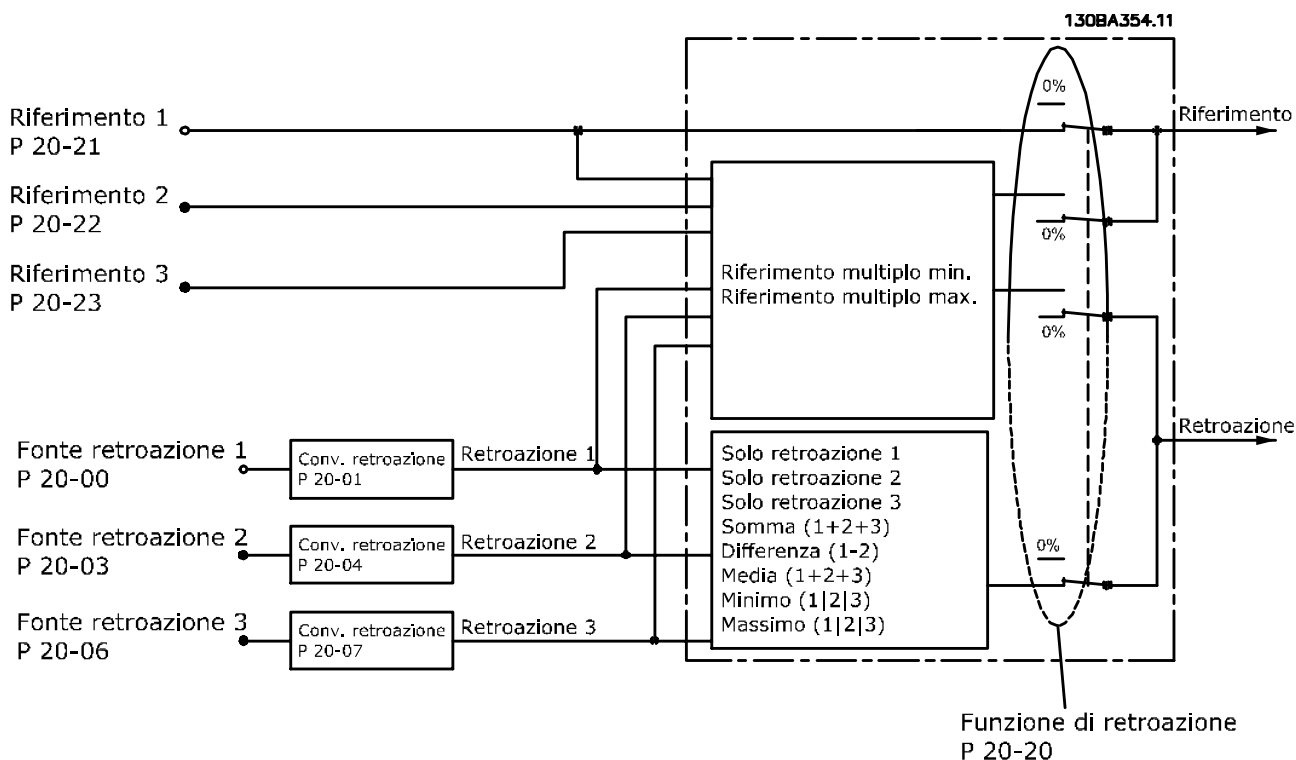 130BA354.11
0%
Riferimento 1
P 20-21
Riferimento
Riferimento 2
P 20-22
0%
Riferimento 3
P 20-23
Riferimento multiplo min.
Riferimento multiplo max.
0%
Retroazione
Fonte retroazione 1
P 20-00
Conv. retroazione
P 20-01
Retroazione 1
Fonte retroazione 2
P 20-03
Conv. retroazione
P 20-04
Retroazione 2
Fonte retroazione 3
P 20-06
Conv. retroazione
P 20-07
Retroazione 3
Solo retroazione 1
Solo retroazione 2
Solo retroazione 3
Somma (1+2+3)
Differenza (1-2)
Media (1+2+3)
Minimo (1|2|3)
Massimo (1|2|3)
0%
Funzione di retroazione
P 20-20